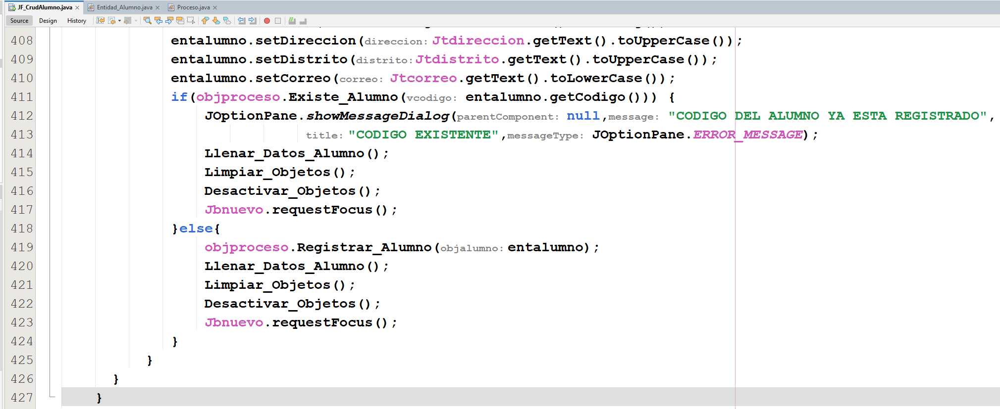 JF_CrudAlumno.java Entidad_Alumno.java Proceso.java
Source Design History
408 entalumno.setDireccion(direccion: Jtdireccion.getText().toUpperCase());
409 entalumno.setDistrito(distrito: Jtdistrito.getText().toUpperCase());
410 entalumno.setCorreo(correo: Jtcorreo.getText().toLowerCase());
411 if(objproceso.Existe_Alumno(vcodigo: entalumno.getCodigo())) {
412 JOptionPane.showMessageDialog(parentComponent: null,message: "CODIGO DEL ALUMNO YA ESTA REGISTRADO",
413 title: "CODIGO EXISTENTE",messageType: JOptionPane.ERROR_MESSAGE);
414 Llenar_Datos_Alumno();
415 Limpiar_Objetos();
416 Desactivar_Objetos();
417 Jbnuevo.requestFocus();
418 }else{
419 objproceso.Registrar_Alumno(objalumno: entalumno);
420 Llenar_Datos_Alumno();
421 Limpiar_Objetos();
422 Desactivar_Objetos();
423 Jbnuevo.requestFocus();
424 }
425 }
426 }
427 }